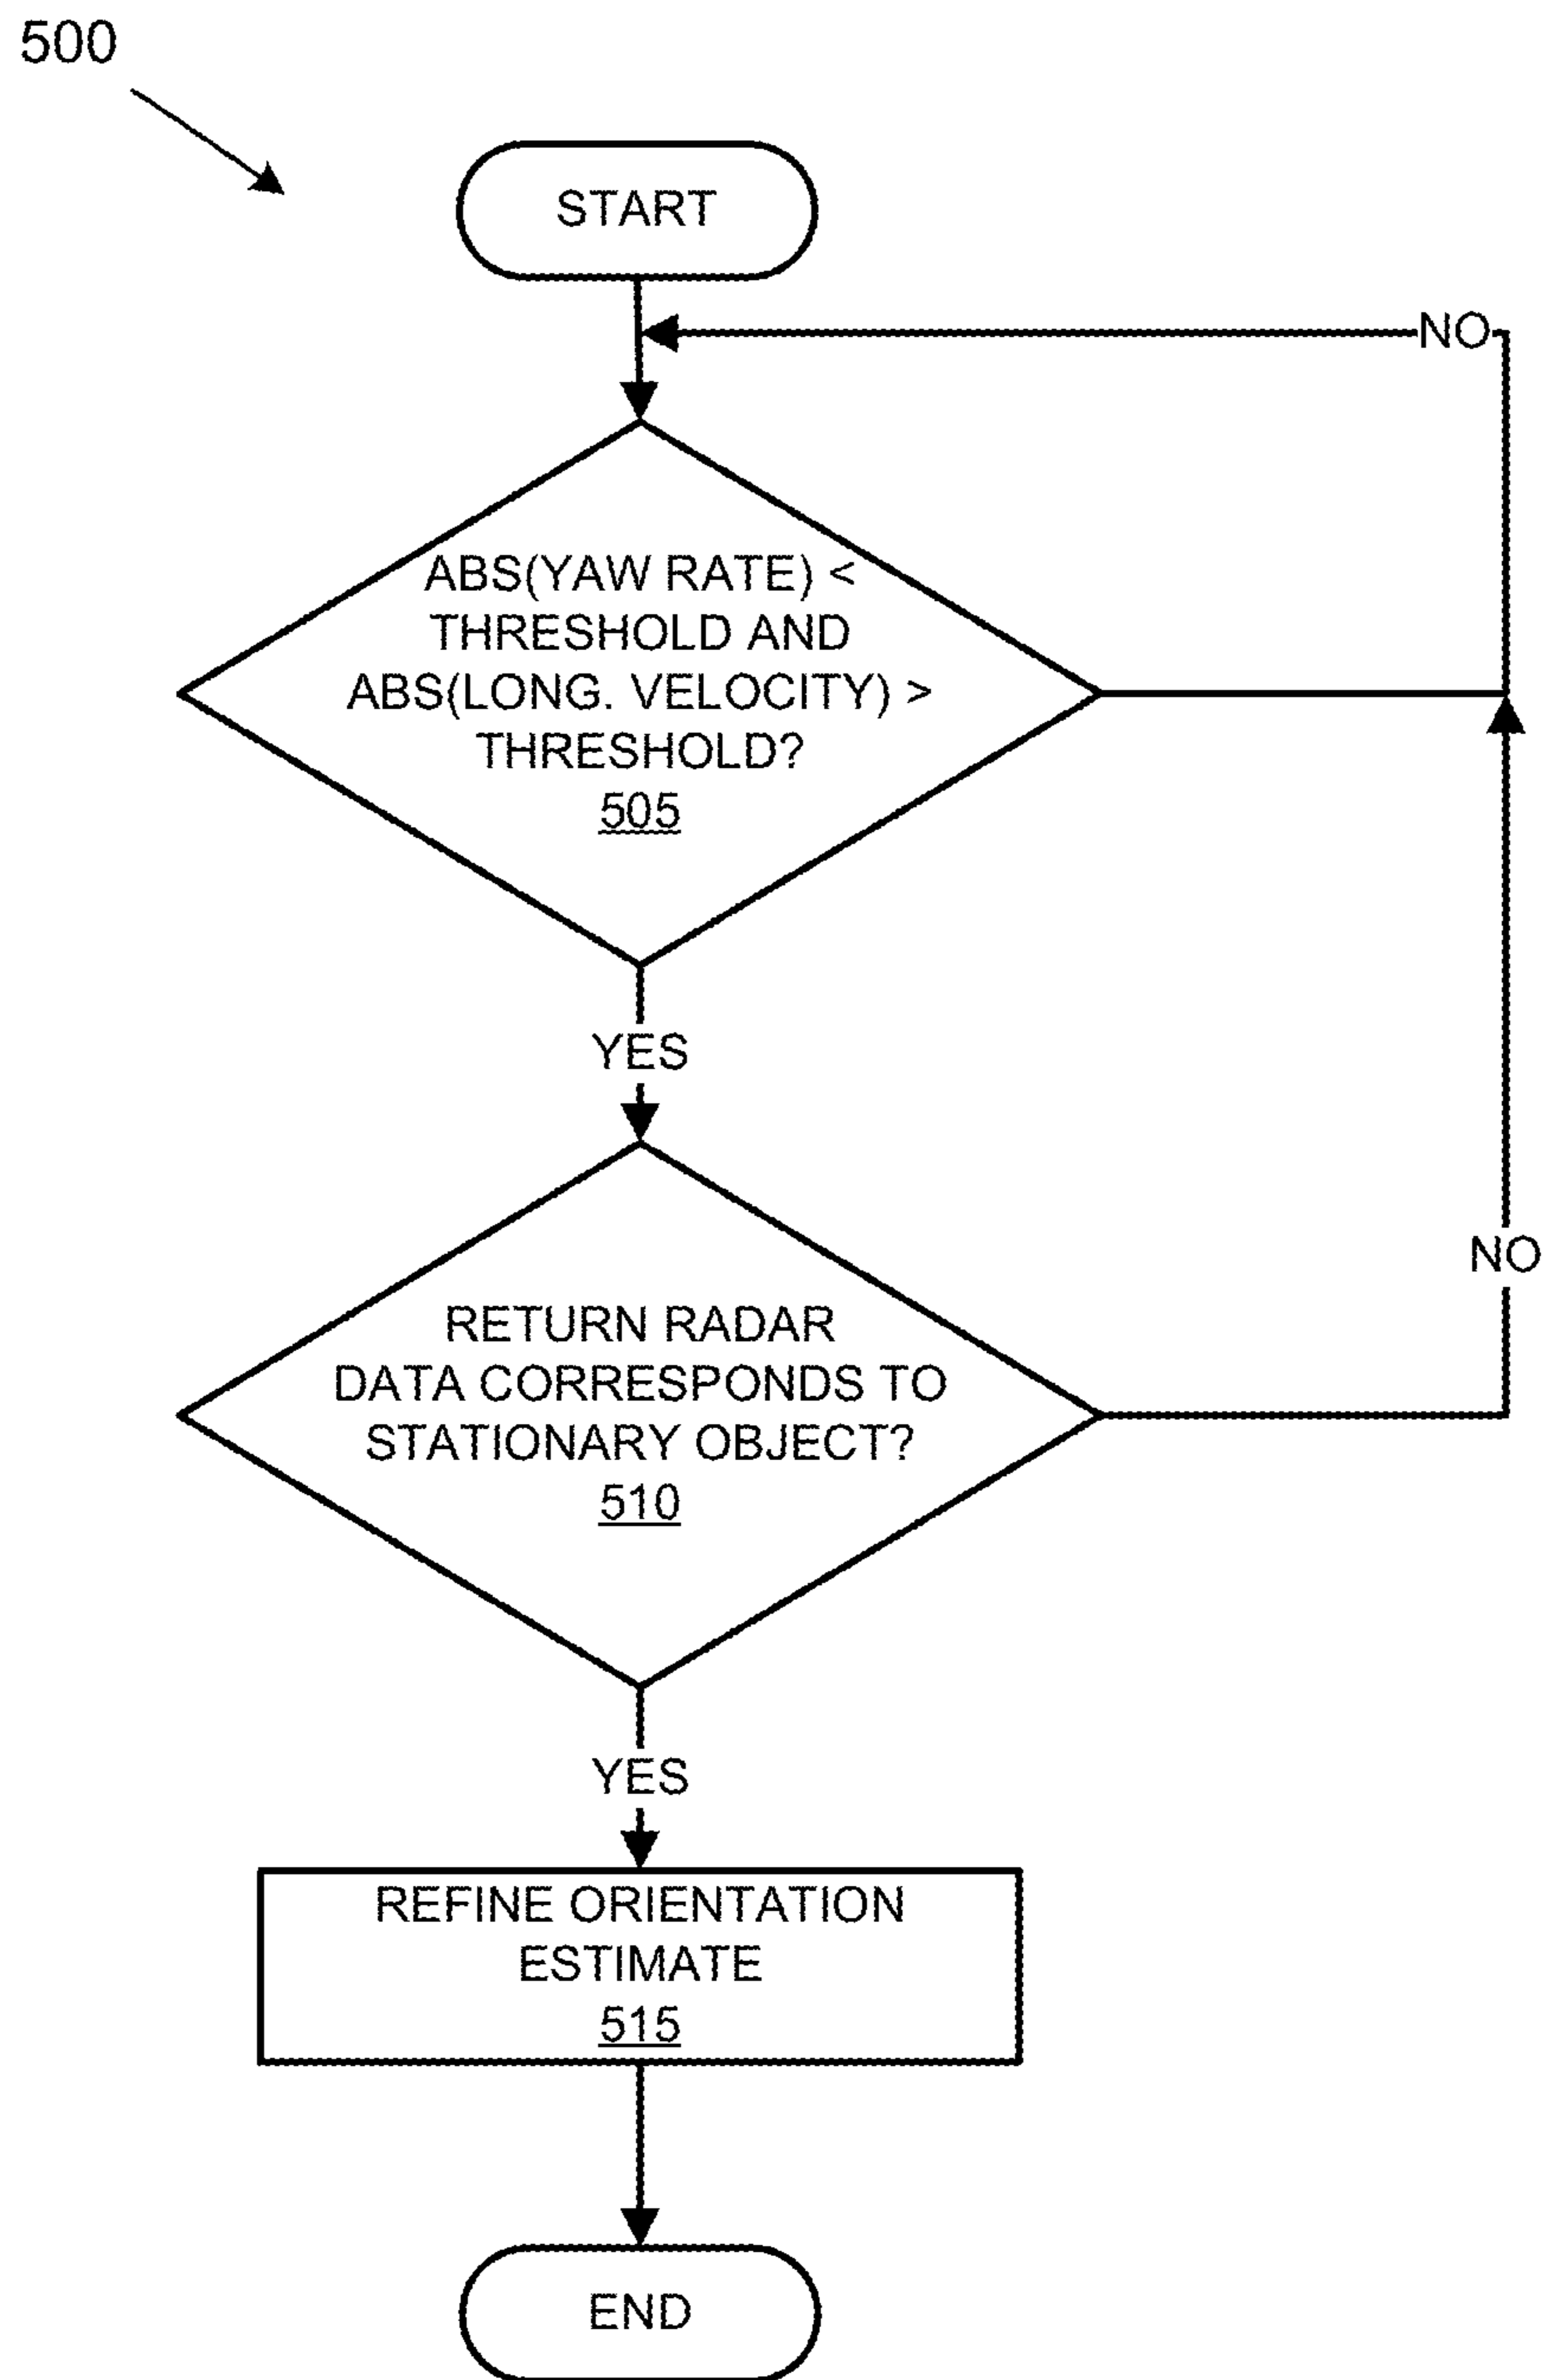 500
START
NO
ABS(YAW RATE) <
THRESHOLD AND
ABS(LONG. VELOCITY) >
THRESHOLD?
505
YES
NO
RETURN RADAR
DATA CORRESPONDS TO
STATIONARY OBJECT?
510
YES
REFINE ORIENTATION
ESTIMATE
515
END